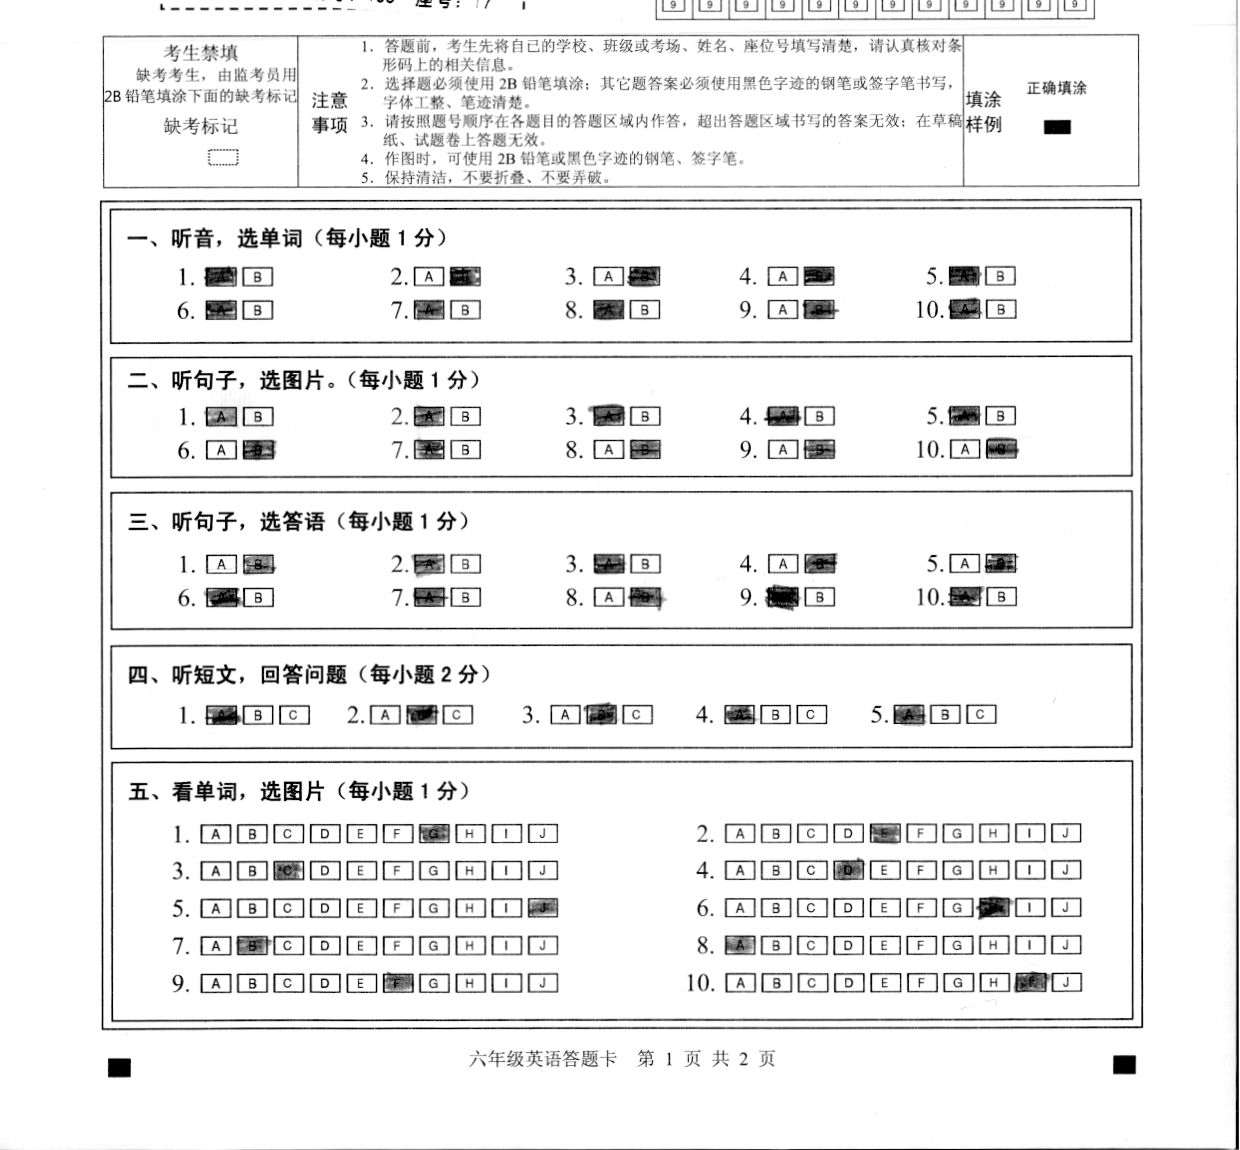 座号: 17
9 9 9 9 9 9 9 9 9 9 9 9
考生禁填
缺考考生，由监考员用
2B 铅笔填涂下面的缺考标记
缺考标记
注意
事项
1．答题前，考生先将自已的学校、班级或考场、姓名、座位号填写清楚，请认真核对条
形码上的相关信息。
2．选择题必须使用 2B 铅笔填涂；其它题答案必须使用黑色字迹的钢笔或签字笔书写，
字体工整、笔迹清楚。
3．请按照题号顺序在各题目的答题区域内作答，超出答题区域书写的答案无效；在草稿
纸、试题卷上答题无效。
4．作图时，可使用 2B 铅笔或黑色字迹的钢笔、签字笔。
5．保持清洁，不要折叠、不要弄破。
填涂
样例
正确填涂
一、听音，选单词（每小题 1 分）
1. A B 2. A 3. A B 4. A B 5. A B
6. A B 7. A B 8. A B 9. A B 10. A B
二、听句子，选图片。（每小题 1 分）
1. A B 2. A B 3. A B 4. A B 5. A B
6. A B 7. A B 8. A B 9. A B 10. A B
三、听句子，选答语（每小题 1 分）
1. A B 2. A B 3. A B 4. A B 5. A B
6. A B 7. A B 8. A B 9. B 10. A B
四、听短文，回答问题（每小题 2 分）
1. A B C 2. A B C 3. A B C 4. A B C 5. A B C
五、看单词，选图片（每小题 1 分）
1. A B C D E F G H I J 2. A B C D E F G H I J
3. A B C D E F G H I J 4. A B C D E F G H I J
5. A B C D E F G H I J 6. A B C D E F G I J
7. A B C D E F G H I J 8. A B C D E F G H I J
9. A B C D E F G H I J 10. A B C D E F G H J
六年级英语答题卡 第 1 页 共 2 页